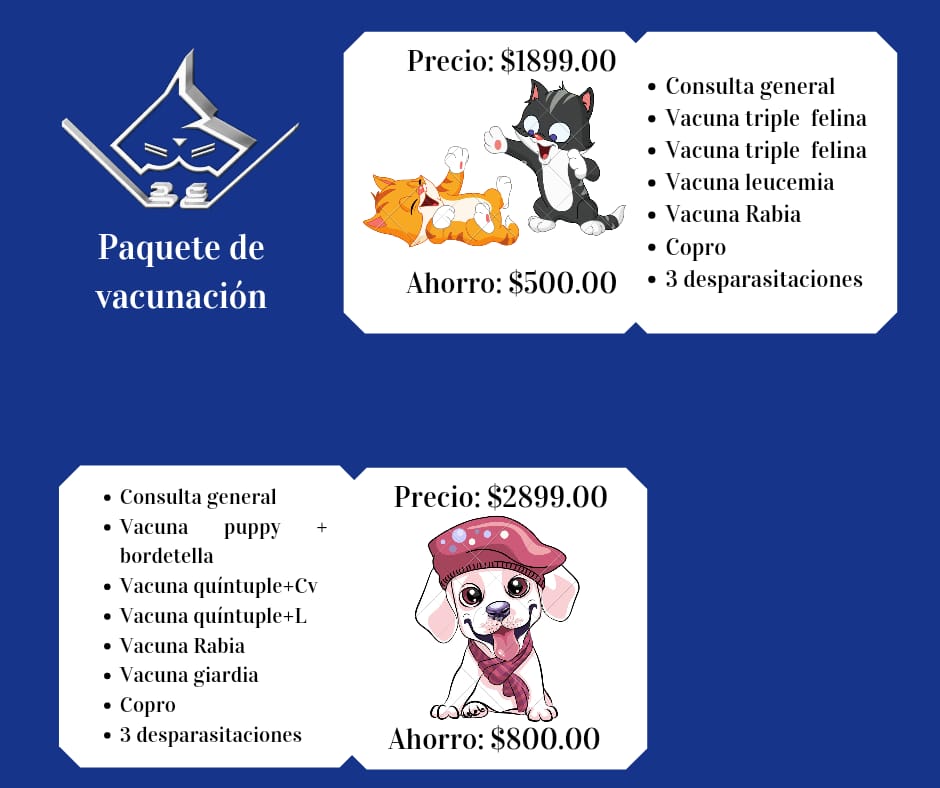 Paquete de
vacunación
Precio: $1899.00
Ahorro: $500.00
• Consulta general
• Vacuna triple felina
• Vacuna triple felina
• Vacuna leucemia
• Vacuna Rabia
• Copro
• 3 desparasitaciones
• Consulta general
• Vacuna puppy +
bordetella
• Vacuna quíntuple+Cv
• Vacuna quíntuple+L
• Vacuna Rabia
• Vacuna giardia
• Copro
• 3 desparasitaciones
Precio: $2899.00
Ahorro: $800.00